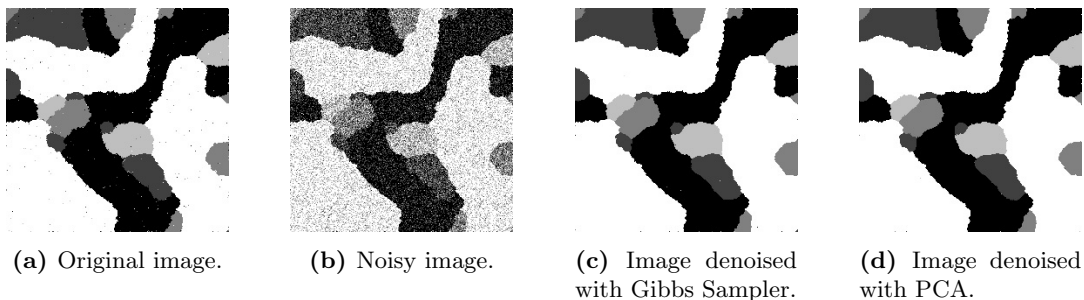 (a) Original image.
(b) Noisy image.
(c) Image denoised
with Gibbs Sampler.
(d) Image denoised
with PCA.